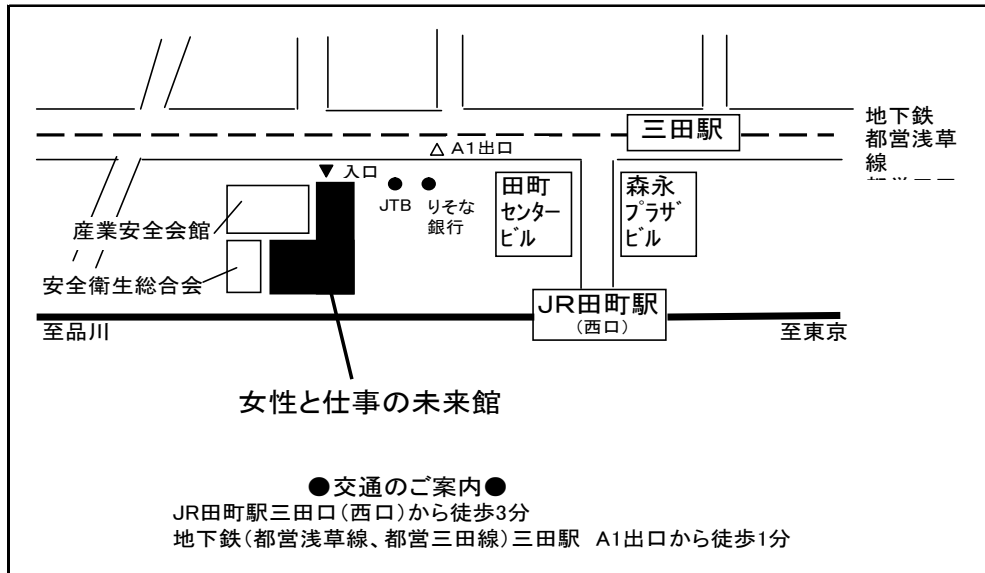 地下鉄
都営浅草
線
三田駅
△ A1出口
▼ 入口
JTB
りそな
銀行
田町
センター
ビル
森永
プラザ
ビル
産業安全会館
安全衛生総合会
JR田町駅
(西口)
至品川
至東京
女性と仕事の未来館
●交通のご案内●
JR田町駅三田口(西口)から徒歩3分
地下鉄(都営浅草線、都営三田線)三田駅 A1出口から徒歩1分